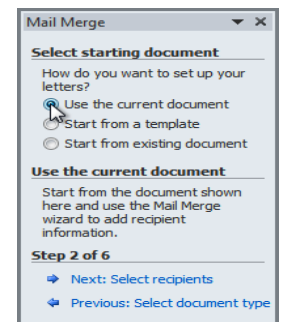 Mail Merge
Select starting document
How do you want to set up your
letters?
Use the current document
Start from a template
Start from existing document
Use the current document
Start from the document shown
here and use the Mail Merge
wizard to add recipient
information.
Step 2 of 6
Next: Select recipients
Previous: Select document type